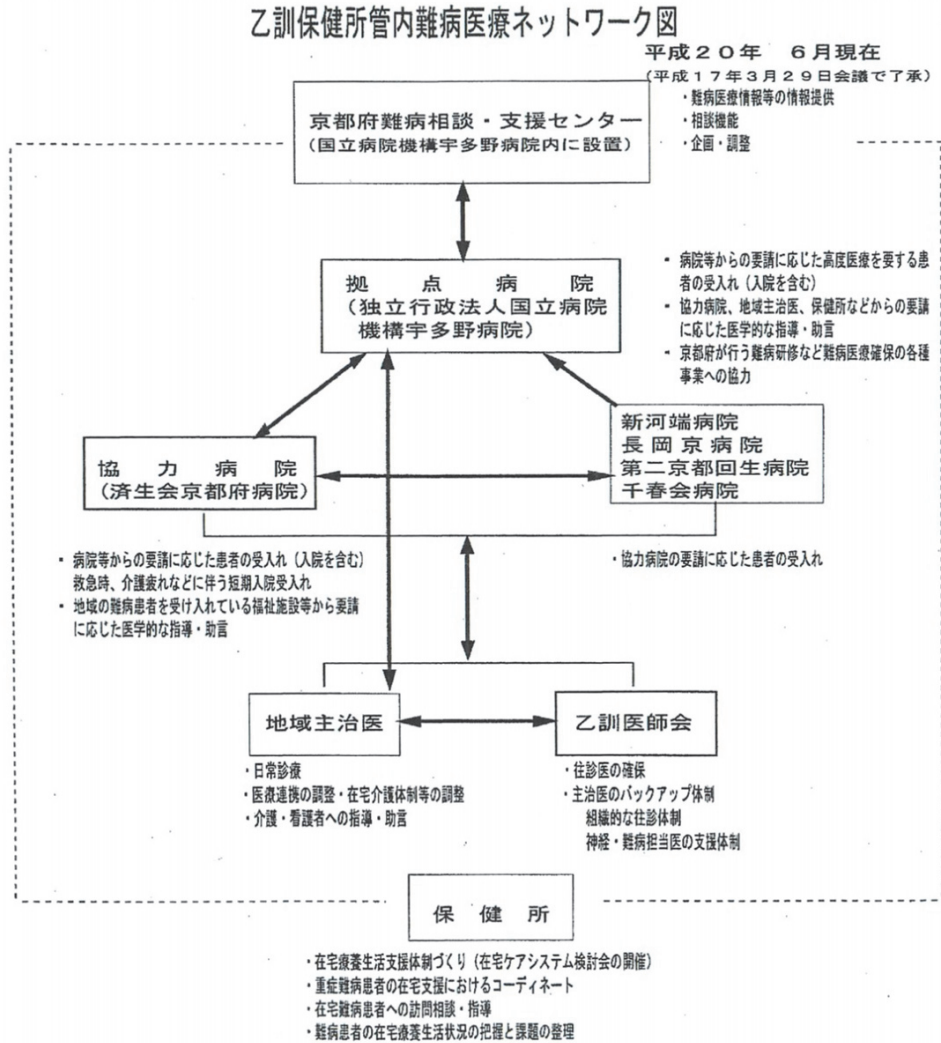 乙訓保健所管内難病医療ネットワーク図
平成20年　6月現在
(平成17年3月29日会議で了承)
・難病医療情報等の情報提供
・相談機能
・企画・調整
京都府難病相談・支援センター
(国立病院機構宇多野病院内に設置)
拠点病院
(独立行政法人国立病院
機構宇多野病院)
・病院等からの要請に応じた高度医療を要する患
者の受入れ(入院を含む)
・協力病院、地域主治医、保健所などからの要請
に応じた医学的な指導・助言
・京都府が行う難病研修など難病医療確保の各種
事業への協力
協力病院
(済生会京都府病院)
新河端病院
長岡京病院
第二京都回生病院
千春会病院
・病院等からの要請に応じた患者の受入れ(入院を含む)
救急時、介護疲れなどに伴う短期入院受入れ
・地域の難病患者を受け入れている福祉施設等から要請
に応じた医学的な指導・助言
・協力病院の要請に応じた患者の受入れ
地域主治医
・日常診療
・医療連携の調整・在宅介護体制等の調整
・介護・看護者への指導・助言
乙訓医師会
・往診医の確保
・主治医のバックアップ体制
組織的な往診体制
神経・難病担当医の支援体制
保健所
・在宅療養生活支援体制づくり(在宅ケアシステム検討会の開催)
・重症難病患者の在宅支援におけるコーディネート
・在宅難病患者への訪問相談・指導
・難病患者の在宅療養生活状況の把握と課題の整理